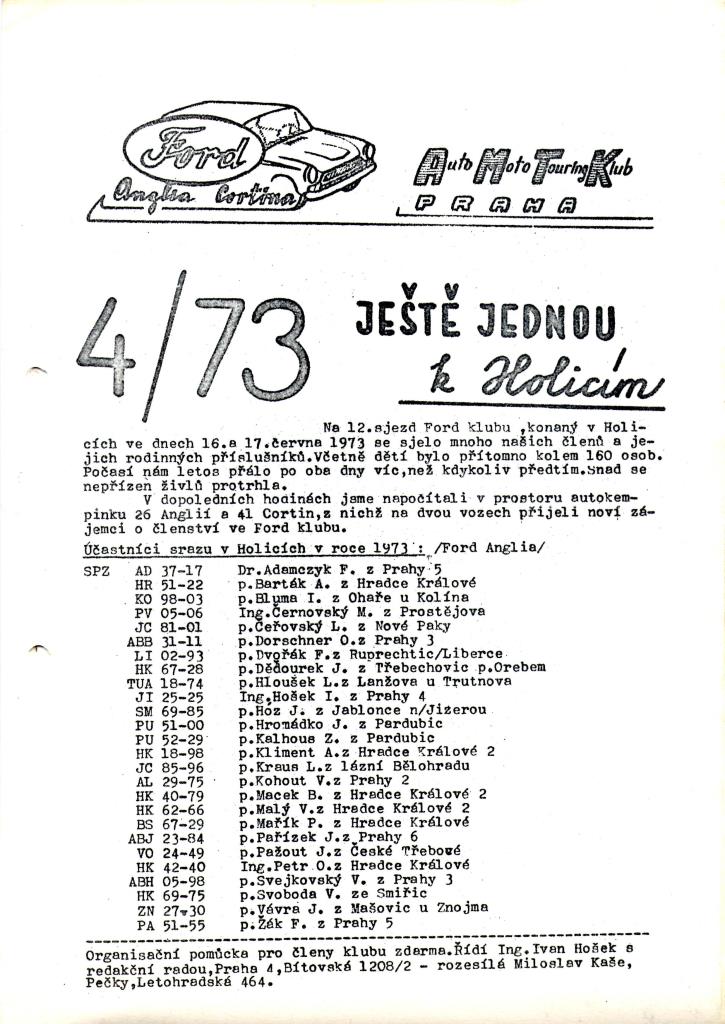 Ford
Anglia Cortina
Auto Moto Touring Klub
PRAHA
4/73
JEŠTĚ JEDNOU
k Holicím
Na 12.sjezd Ford klubu ,konaný v Holi-
cích ve dnech 16.a 17.června 1973 se sjelo mnoho našich členů a je-
jich rodinných příslušníků.Včetně dětí bylo přítomno kolem 160 osob.
Počasí nám letos přálo po oba dny víc,než kdykoliv předtím.Snad se
nepřízen živlů protrhla.
V dopoledních hodinách jsme napočítali v prostoru autokem-
pinku 26 Anglií a 41 Cortin,z nichž na dvou vozech přijeli noví zá-
jemci o členství ve Ford klubu.
Účastníci srazu v Holicích v roce 1973 : /Ford Anglia/
SPZ AD 37-17 Dr.Adamczyk F. z Prahy 5
HR 51-22 p.Barták A. z Hradce Králové
KO 98-03 p.Bluma I. z Ohaře u Kolína
PV 05-06 Ing.Černovský M. z Prostějova
JC 81-01 p.Čeřovský L. z Nové Paky
ABB 31-11 p.Dorschner O.z Prahy 3
LI 02-93 p.Dvořák F.z Ruprechtic/Liberce
HK 67-28 p.Dědourek J. z Třebechovic p.Orebem
TUA 18-74 p.Hloušek L.z Lanžova u Trutnova
JI 25-25 Ing.Hošek I. z Prahy 4
SM 69-85 p.Hóz J. z Jablonce n/Jizerou
PU 51-00 p.Hromádko J. z Pardubic
PU 52-29 p.Kalhous Z. z Pardubic
HK 18-98 p.Kliment A.z Hradce Králové 2
JC 85-96 p.Kraus L.z lázní Bělohradu
AL 29-75 p.Kohout V.z Prahy 2
HK 40-79 p.Macek B. z Hradce Králové 2
HK 62-66 p.Malý V.z Hradce Králové 2
BS 67-29 p.Mařík P. z Hradce Králové
ABJ 23-84 p.Pařízek J.z Prahy 6
VO 24-49 p.Pažout J.z České Třebové
HK 42-40 Ing.Petr O.z Hradce Králové
ABH 05-98 p.Svejkovský V. z Prahy 3
HK 69-75 p.Svoboda V. ze Smiřic
ZN 27-30 p.Vávra J. z Mašovic u Znojma
PA 51-55 p.Žák F. z Prahy 5
Organisační pomůcka pro členy klubu zdarma.Řídí Ing.Ivan Hošek s
redakční radou,Praha 4,Bítovská 1208/2 - rozesílá Miloslav Kaše,
Pečky,Letohradská 464.